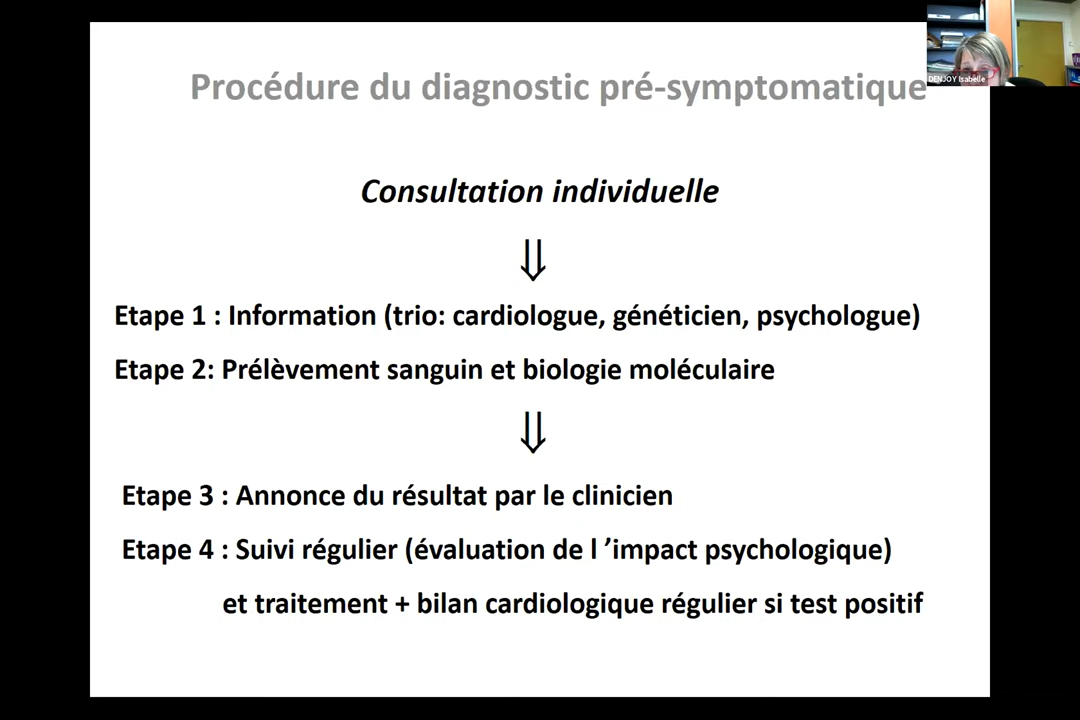 Procédure du diagnostic pré-symptomatique
DENJOY Isabelle
Consultation individuelle
⇓
Etape 1 : Information (trio: cardiologue, généticien, psychologue)
Etape 2: Prélèvement sanguin et biologie moléculaire
⇓
Etape 3 : Annonce du résultat par le clinicien
Etape 4 : Suivi régulier (évaluation de l ’impact psychologique)
et traitement + bilan cardiologique régulier si test positif